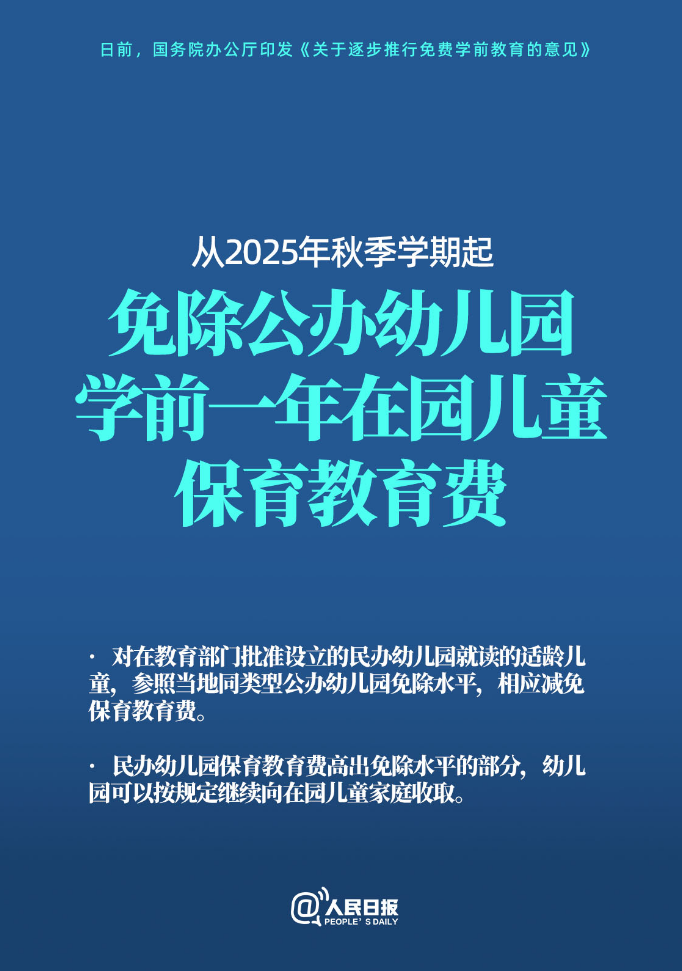 日前，国务院办公厅印发《关于逐步推行免费学前教育的意见》
从2025年秋季学期起
免除公办幼儿园
学前一年在园儿童
保育教育费
· 对在教育部门批准设立的民办幼儿园就读的适龄儿
童，参照当地同类型公办幼儿园免除水平，相应减免
保育教育费。
· 民办幼儿园保育教育费高出免除水平的部分，幼儿
园可以按规定继续向在园儿童家庭收取。
@人民日报
PEOPLE'S DAILY